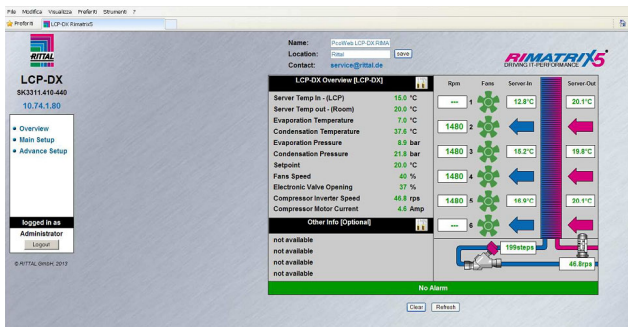 File Modifica Visualizza Preferiti Strumenti ?
Preferiti LCP-DX Rimatrix5
RITTAL
LCP-DX
SK3311.410-440
10.74.1.80
Overview
Main Setup
Advance Setup
logged in as
Administrator
Logout
© RITTAL GmbH, 2013
Name: PcoWeb LCP-DX RIMA
Location: Rittal save
Contact: service@rittal.de
RIMATRIX5
DRIVING IT-PERFORMANCE
LCP-DX Overview [LCP-DX]
Server Temp in - (LCP) 15.0 °C
Server Temp out - (Room) 20.0 °C
Evaporation Temperature 7.0 °C
Condensation Temperature 37.6 °C
Evaporation Pressure 8.9 bar
Condensation Pressure 21.8 bar
Setpoint 20.0 °C
Fans Speed 40 %
Electronic Valve Opening 37 %
Compressor Inverter Speed 46.8 rps
Compressor Motor Current 4.6 Amp
Other Info [Optional]
not available
not available
not available
not available
Rpm Fans Server-In Server-Out
--- 1 12.8°C 20.1°C
1480 2
1480 3 15.2°C 19.8°C
1480 4
1480 5 16.9°C 20.1°C
--- 6
199steps
46.8rps
No Alarm
Clear Refresh